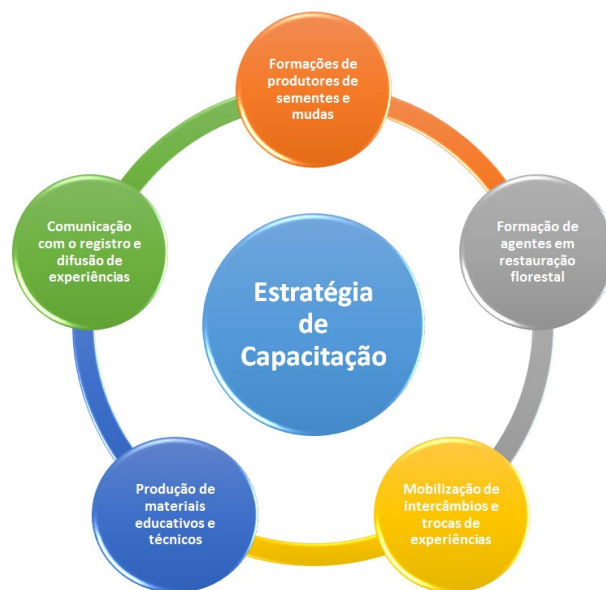 Formações de
produtores de
sementes e
mudas
Formação de
agentes em
restauração
florestal
Mobilização de
intercâmbios e
trocas de
experiências
Produção de
materiais
educativos e
técnicos
Comunicação
com o registro e
difusão de
experiências
Estratégia
de
Capacitação